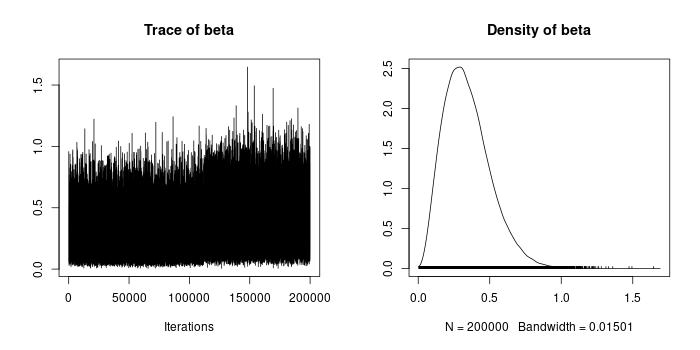 Trace of beta
0.0 0.5 1.0 1.5
0 50000 100000 150000 200000
Iterations
Density of beta
0.0 0.5 1.0 1.5 2.0 2.5
0.0 0.5 1.0 1.5
N = 200000 Bandwidth = 0.01501